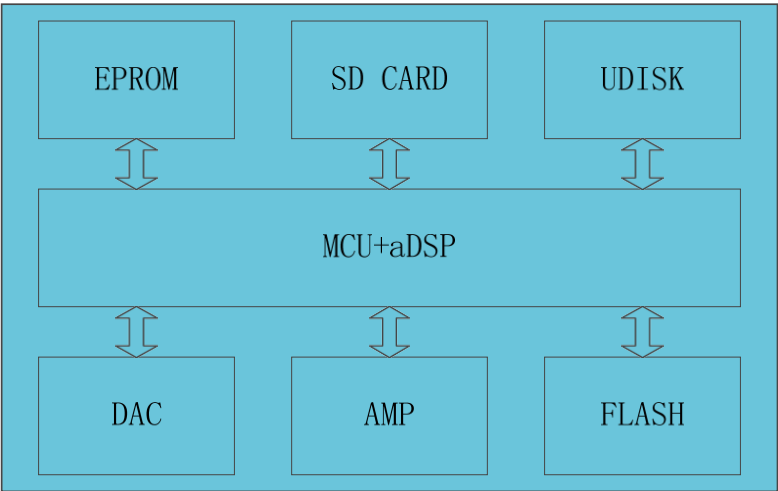 EPROM
SD CARD
UDISK
MCU+aDSP
DAC
AMP
FLASH